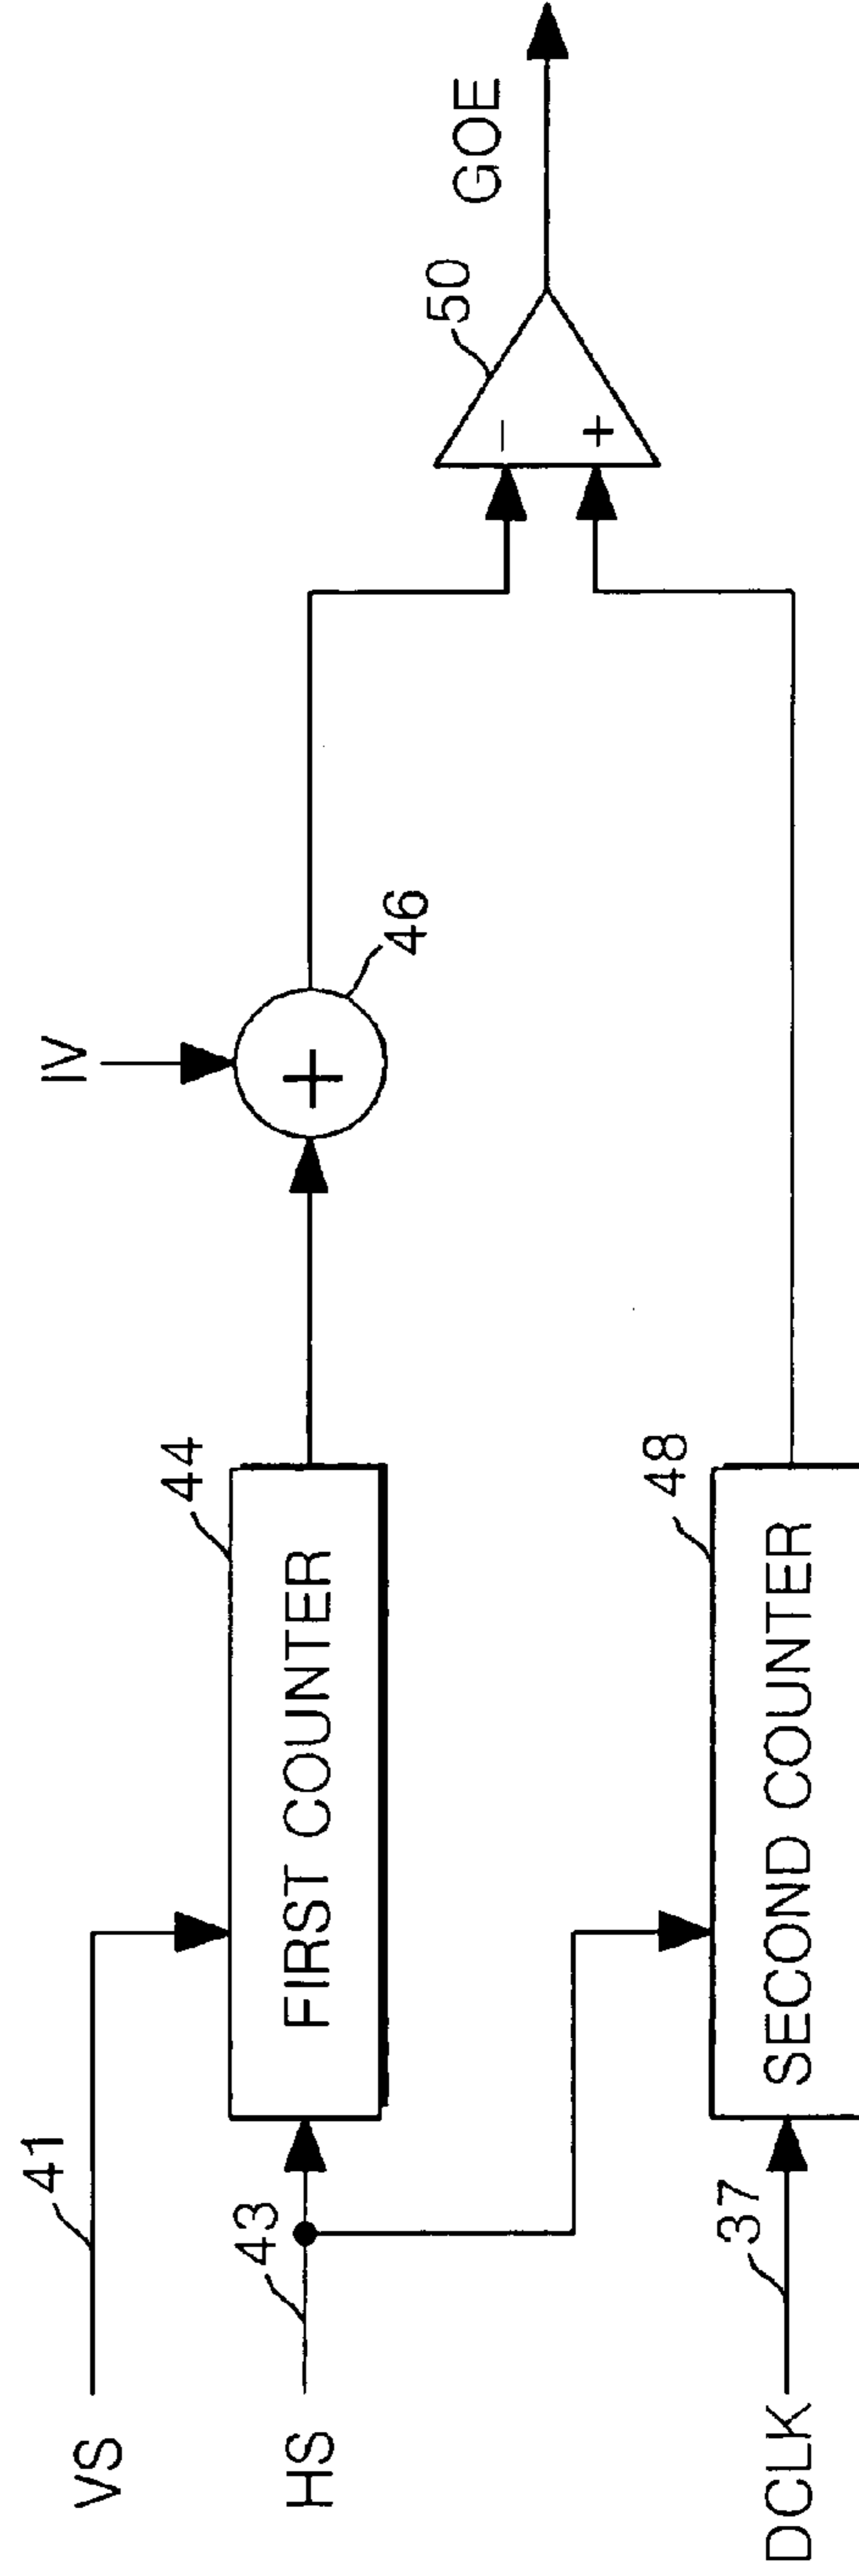 VS
41
HS
43
DCLK
37
FIRST COUNTER
44
SECOND COUNTER
48
IV
+
46
−
+
50
GOE